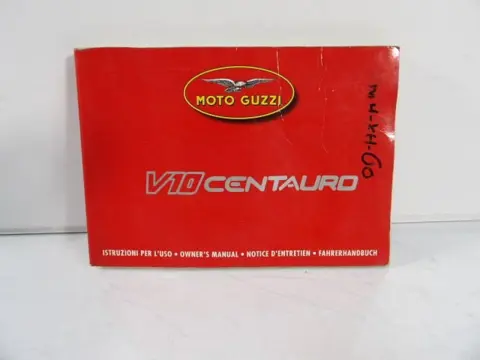 MOTO GUZZI
V10 CENTAURO
ISTRUZIONI PER L'USO • OWNER'S MANUAL • NOTICE D'ENTRETIEN • FAHRERHANDBUCH